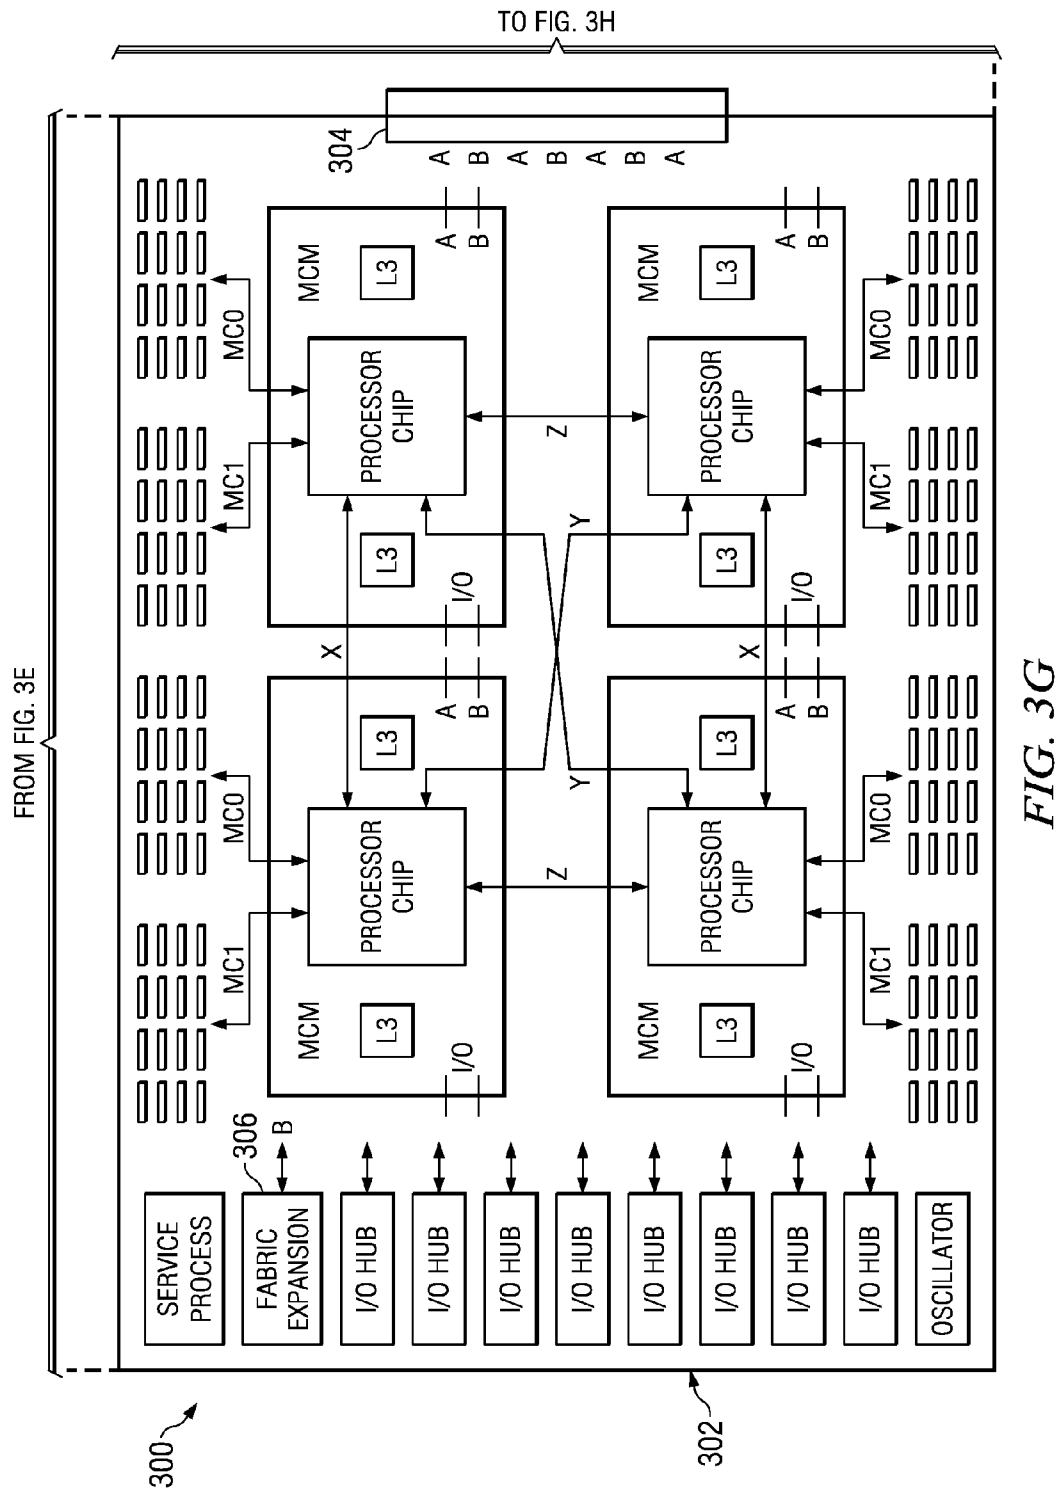 TO FIG. 3H
FROM FIG. 3E
304
A
B
A
B
A
B
A
MC1
MC0
MC1
MC0
MCM
L3
PROCESSOR
CHIP
L3
I/O
A
B
X
MCM
L3
PROCESSOR
CHIP
L3
I/O
A
B
Z
Y
Y
Z
MCM
L3
PROCESSOR
CHIP
L3
I/O
A
B
X
MCM
L3
PROCESSOR
CHIP
L3
I/O
A
B
MC1
MC0
MC1
MC0
SERVICE
PROCESS
306
B
FABRIC
EXPANSION
I/O HUB
I/O HUB
I/O HUB
I/O HUB
I/O HUB
I/O HUB
I/O HUB
I/O HUB
OSCILLATOR
300
302
FIG. 3G